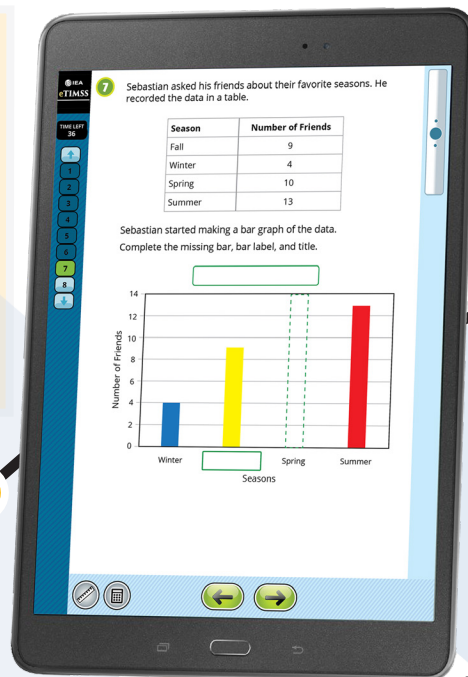 IEA
eTIMSS
TIME LEFT
36
1
2
3
4
5
6
7
8
7 Sebastian asked his friends about their favorite seasons. He
recorded the data in a table.
Season Number of Friends
Fall 9
Winter 4
Spring 10
Summer 13
Sebastian started making a bar graph of the data.
Complete the missing bar, bar label, and title.
Number of Friends
14
12
10
8
6
4
2
0
Winter Spring Summer
Seasons